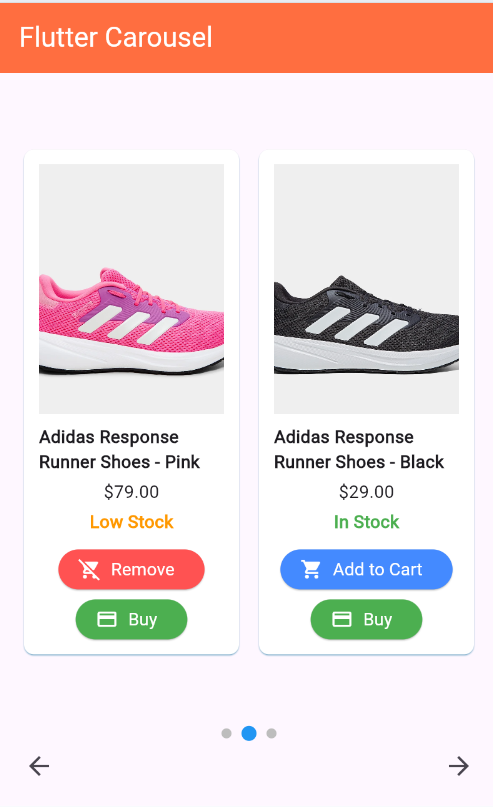 Flutter Carousel
Adidas Response
Runner Shoes - Pink
$79.00
Low Stock
Remove
Buy
Adidas Response
Runner Shoes - Black
$29.00
In Stock
Add to Cart
Buy